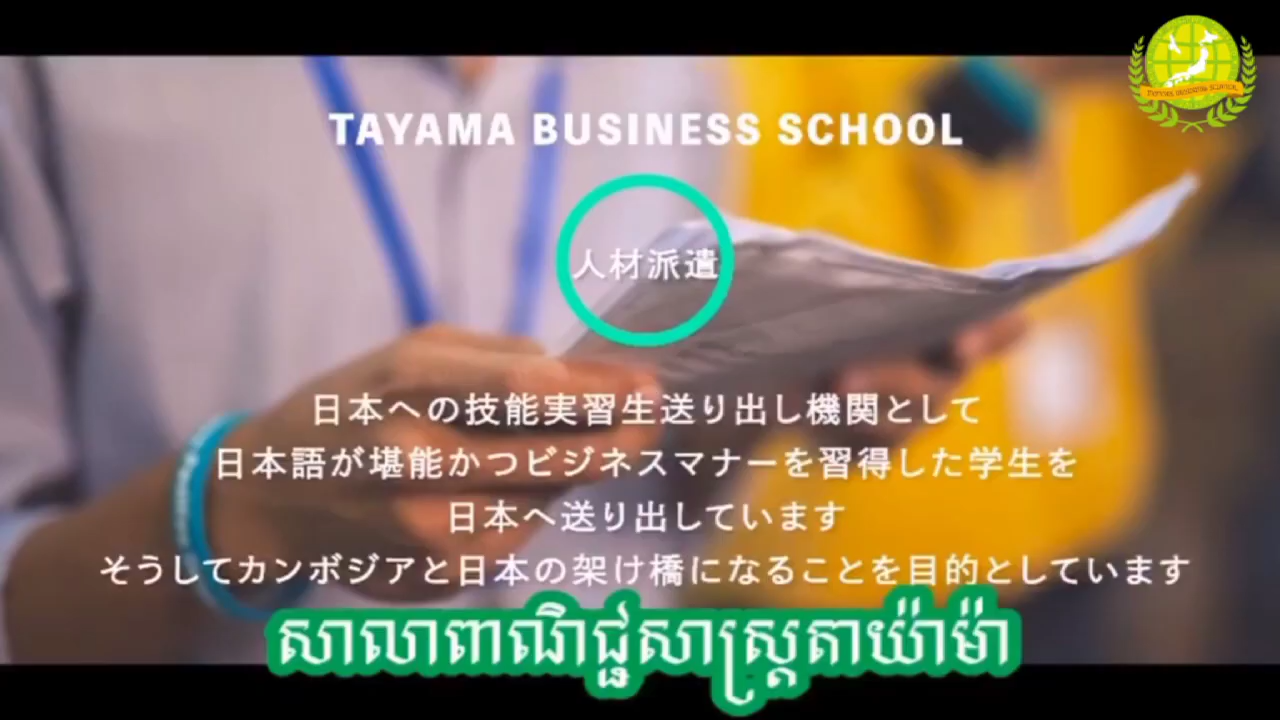 TAYAMA BUSINESS SCHOOL
人材派遣
日本への技能実習生送り出し機関として
日本語が堪能かつビジネスマナーを習得した学生を
日本へ送り出しています
そうしてカンボジアと日本の架け橋になることを目的としています
សាលាពាណិជ្ជសាស្ត្រតាយ៉ាម៉ា
TAYAMA BUSINESS SCHOOL